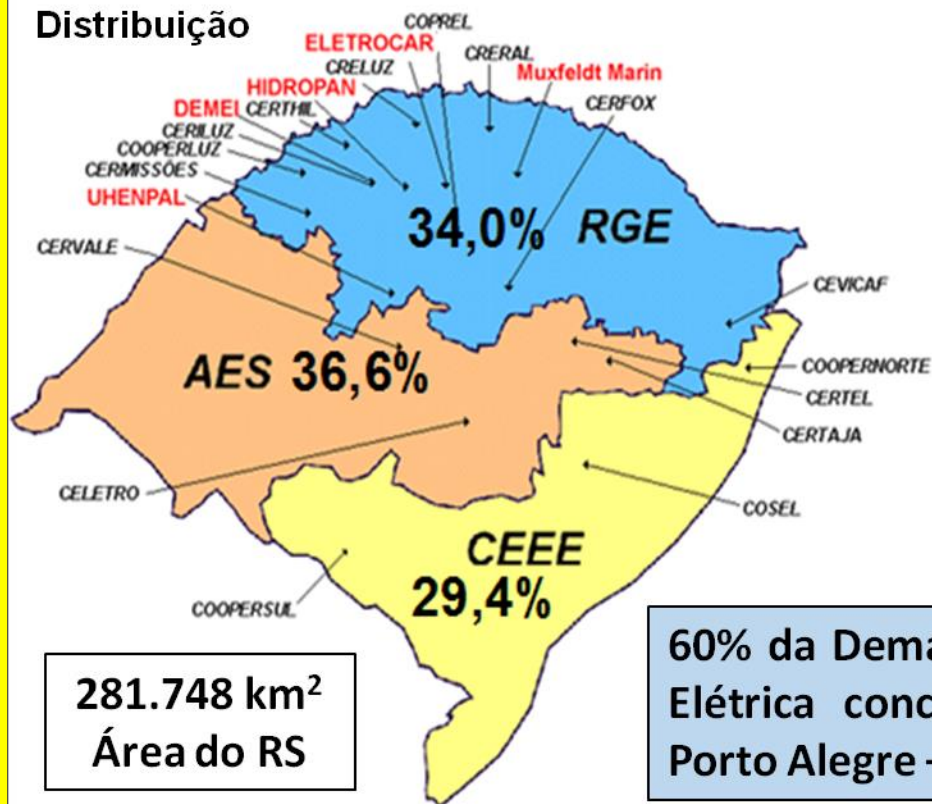 Distribuição
COPREL
ELETROCAR
CRERAL
CRELUZ
Muxfeldt Marin
HIDROPAN
CERFOX
DEMEI
CERTHIL
CERILUZ
COOPERLUZ
CERMISSÕES
UHENPAL
34,0% RGE
CERVALE
CEVICAF
AES 36,6%
COOPERNORTE
CERTEL
CERTAJA
CELETRO
COSEL
CEEE
29,4%
COOPERSUL
281.748 km²
Área do RS
60% da
Elétrica
Porto Alegre -